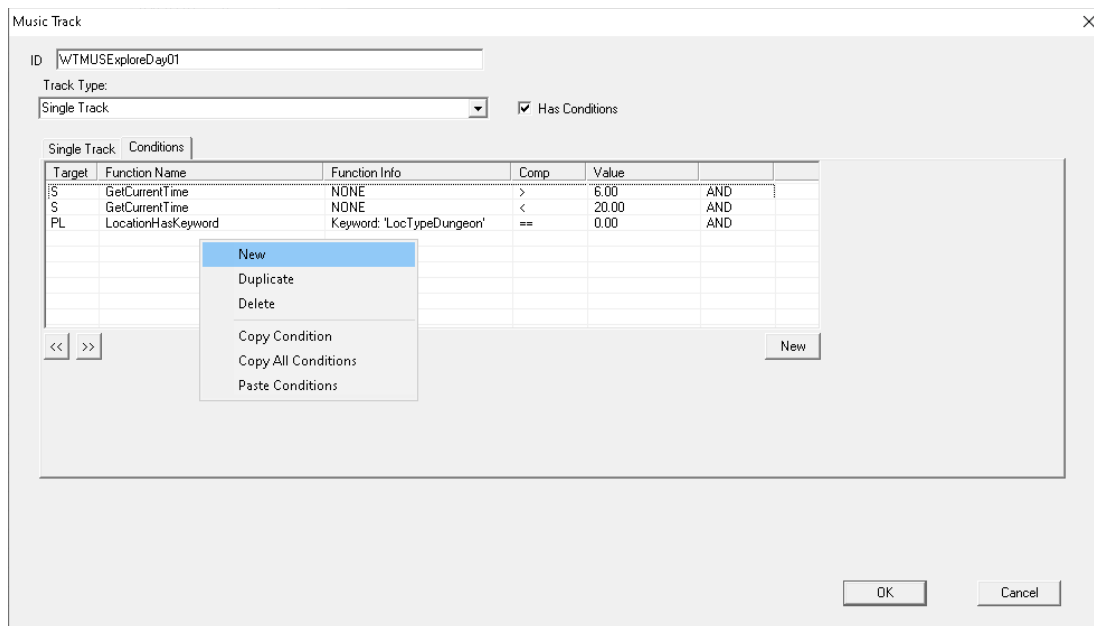 Music Track
ID WTMUSExploreDay01
Track Type:
Single Track Has Conditions
Single Track Conditions
Target Function Name Function Info Comp Value
S GetCurrentTime NONE > 6.00 AND
S GetCurrentTime NONE < 20.00 AND
PL LocationHasKeyword Keyword: 'LocTypeDungeon' == 0.00 AND
New
Duplicate
Delete
Copy Condition
Copy All Conditions
Paste Conditions
<< >> New
OK Cancel